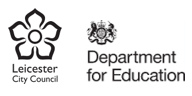 Leicester
City Council
Department
for Education